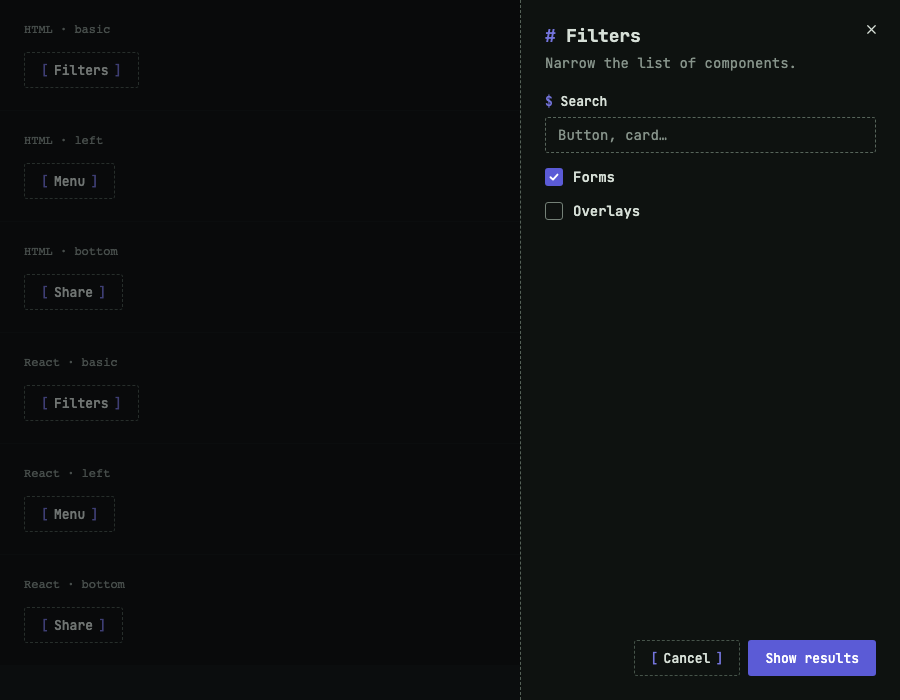 HTML · basic
[ Filters ]
HTML · left
[ Menu ]
HTML · bottom
[ Share ]
React · basic
[ Filters ]
React · left
[ Menu ]
React · bottom
[ Share ]
# Filters
×
Narrow the list of components.
$ Search
Button, card…
Forms
Overlays
[ Cancel ]
Show results